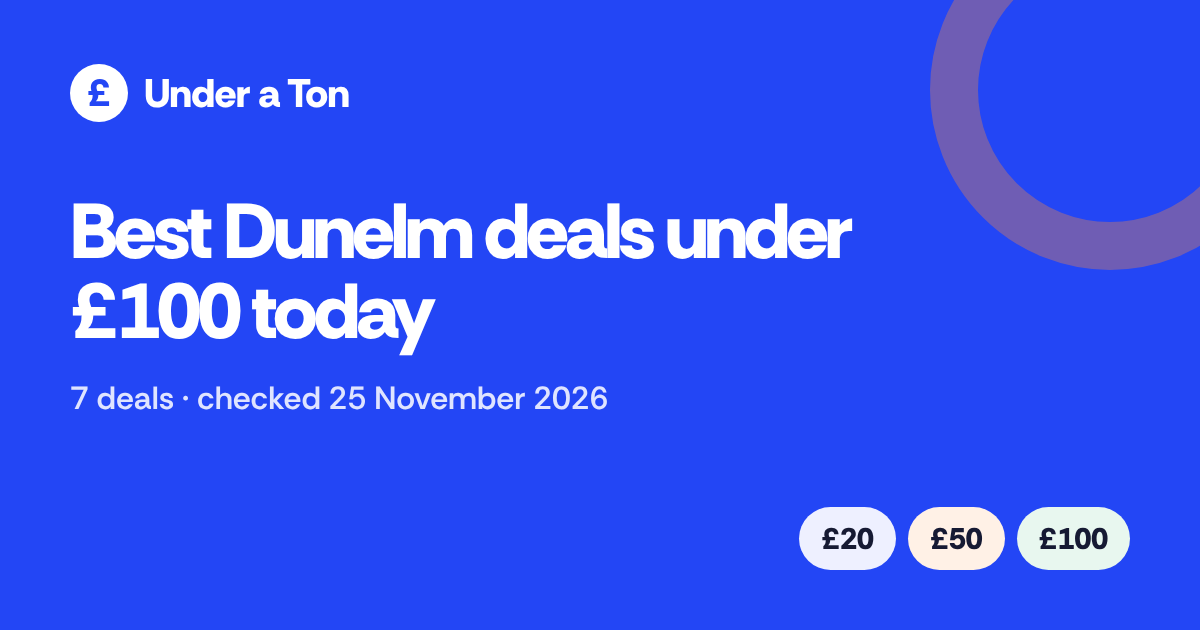 £ Under a Ton
Best Dunelm deals under
£100 today
7 deals · checked 25 November 2026
£20 £50 £100